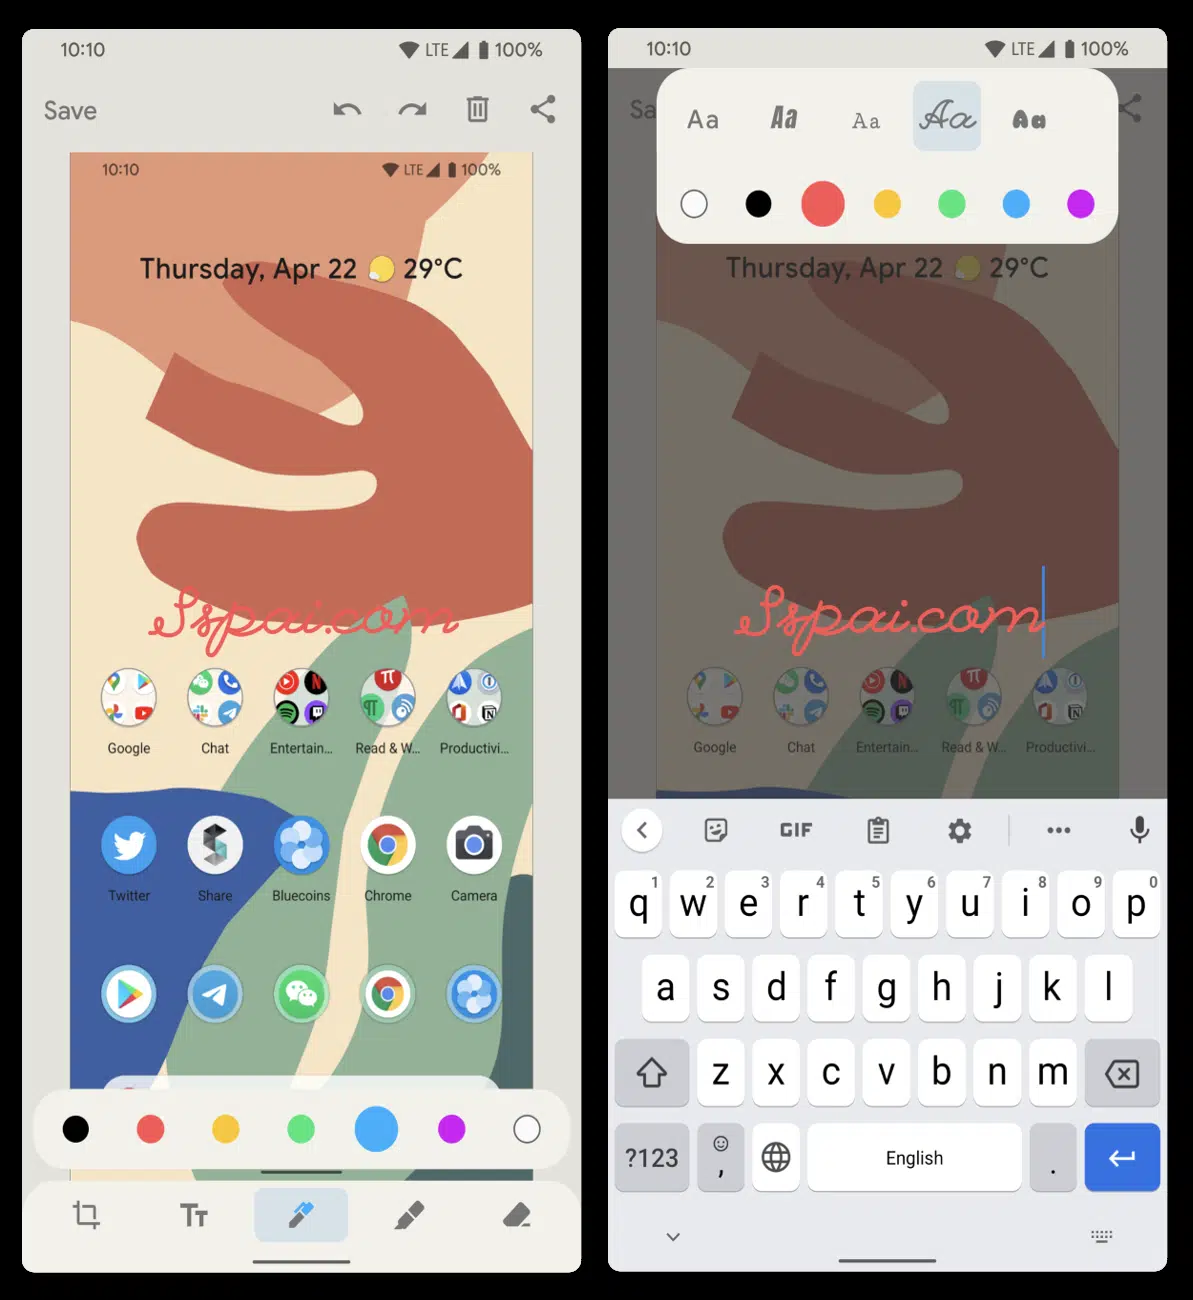 10:10 LTE 100%
Save
10:10 LTE 100%
Thursday, Apr 22 29°C
Sspai.com
Google Chat Entertain... Read & W... Productivi...
Twitter Share Bluecoins Chrome Camera
TT
10:10 LTE 100%
Sa
Aa Aa Aa Aa Aa
Thursday, Apr 22 29°C
Sspai.com
Google Chat Entertain... Read & W... Productivi...
GIF
q 1 w 2 e 3 r 4 t 5 y 6 u 7 i 8 o 9 p 0
a s d f g h j k l
z x c v b n m
?123 , English .